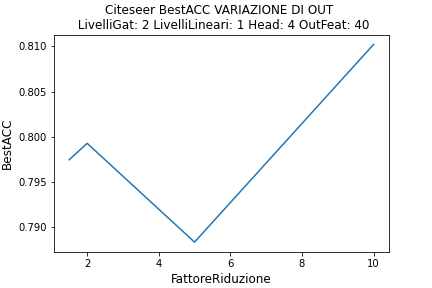 Citeseer BestACC VARIAZIONE DI OUT
LivelliGat: 2 LivelliLineari: 1 Head: 4 OutFeat: 40
0.810
0.805
0.800
0.795
0.790
BestACC
2 4 6 8 10
FattoreRiduzione